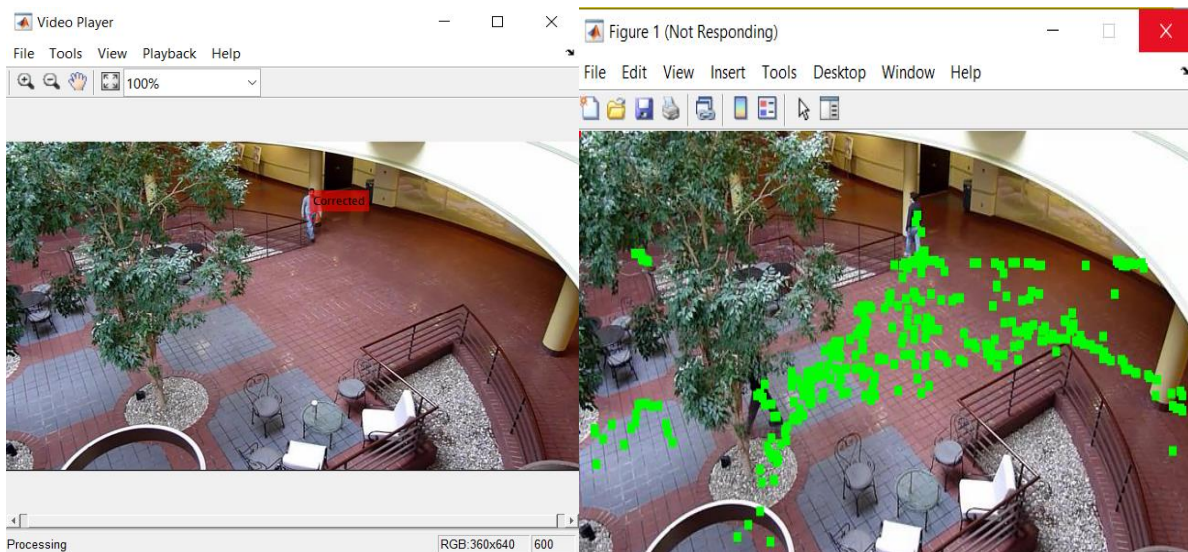 Video Player
File Tools View Playback Help
100%
Corrected
Processing
RGB:360x640
600
Figure 1 (Not Responding)
File Edit View Insert Tools Desktop Window Help